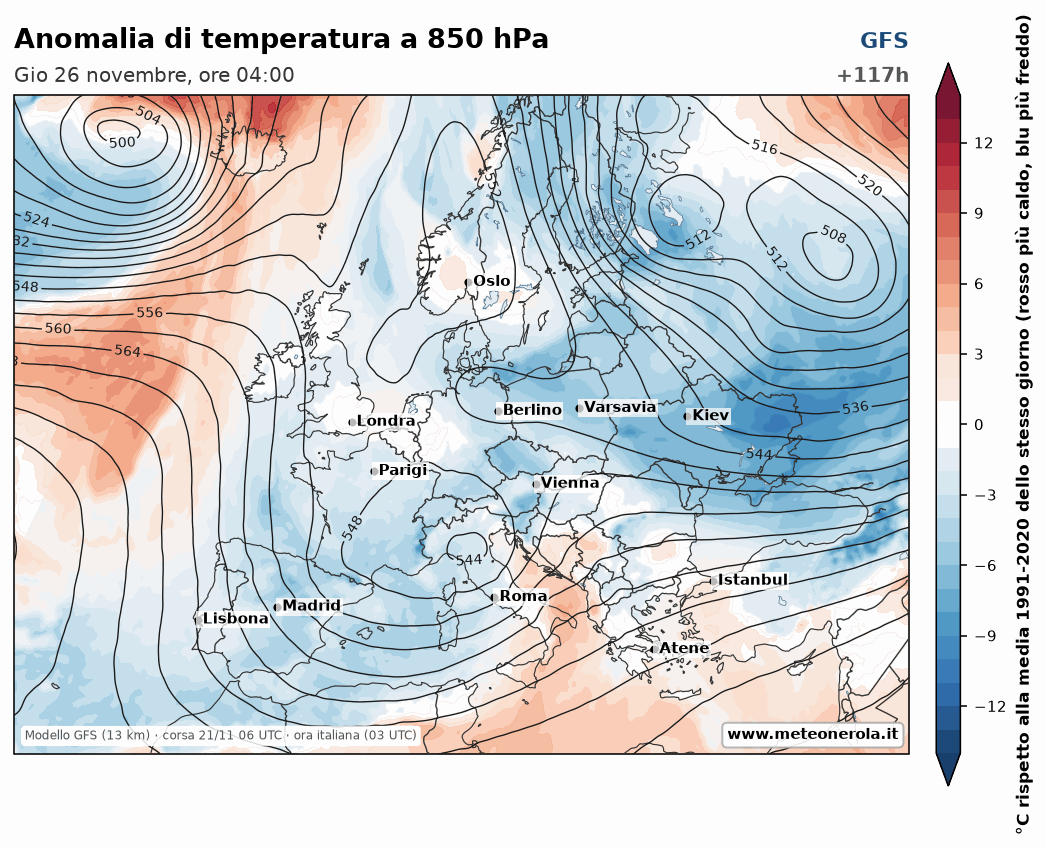 Anomalia di temperatura a 850 hPa
GFS
Gio 26 novembre, ore 04:00
+117h
504
500
516
520
524
532
508
512
512
548
556
560
564
552
Oslo
536
544
Berlino
Varsavia
Kiev
Londra
Parigi
Vienna
548
544
Istanbul
Roma
Madrid
Lisbona
Atene
Modello GFS (13 km) · corsa 21/11 06 UTC · ora italiana (03 UTC)
www.meteonerola.it
12
9
6
3
0
−3
−6
−9
−12
°C rispetto alla media 1991-2020 dello stesso giorno (rosso più caldo, blu più freddo)